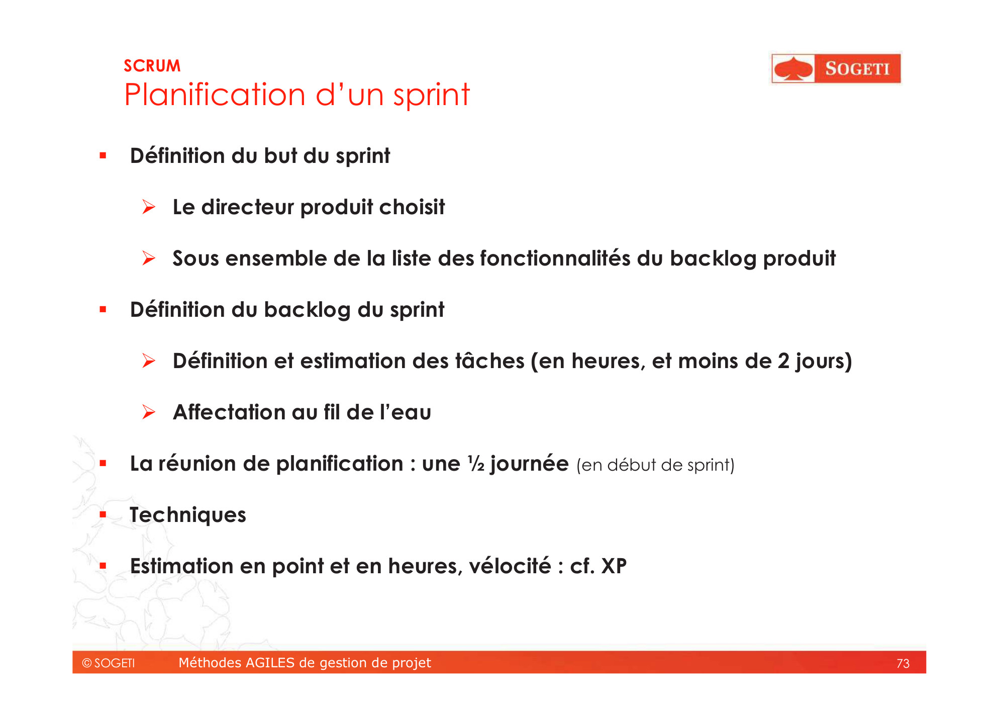 SCRUM
Planification d’un sprint
SOGETI
▪ Définition du but du sprint
➢ Le directeur produit choisit
➢ Sous ensemble de la liste des fonctionnalités du backlog produit
▪ Définition du backlog du sprint
➢ Définition et estimation des tâches (en heures, et moins de 2 jours)
➢ Affectation au fil de l’eau
▪ La réunion de planification : une ½ journée (en début de sprint)
▪ Techniques
▪ Estimation en point et en heures, vélocité : cf. XP
© SOGETI Méthodes AGILES de gestion de projet 73